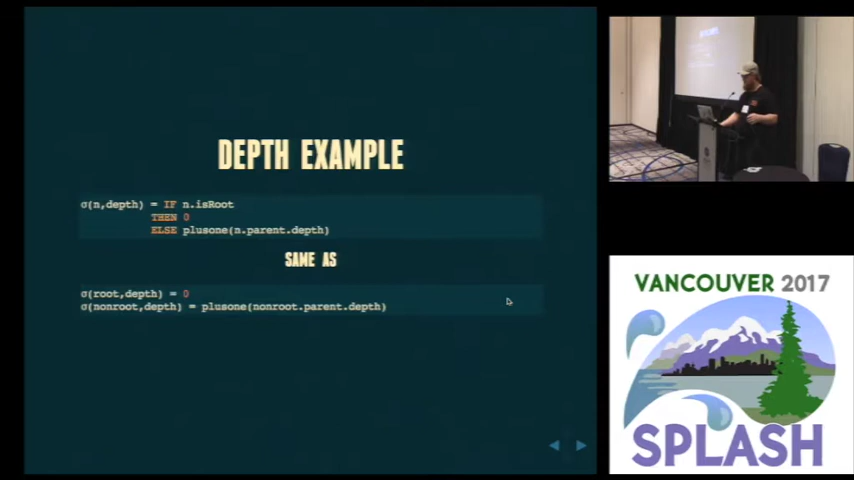 DEPTH EXAMPLE
σ(n,depth) = IF n.isRoot
THEN 0
ELSE plusone(n.parent.depth)
SAME AS
σ(root,depth) = 0
σ(nonroot,depth) = plusone(nonroot.parent.depth)
VANCOUVER 2017
SPLASH